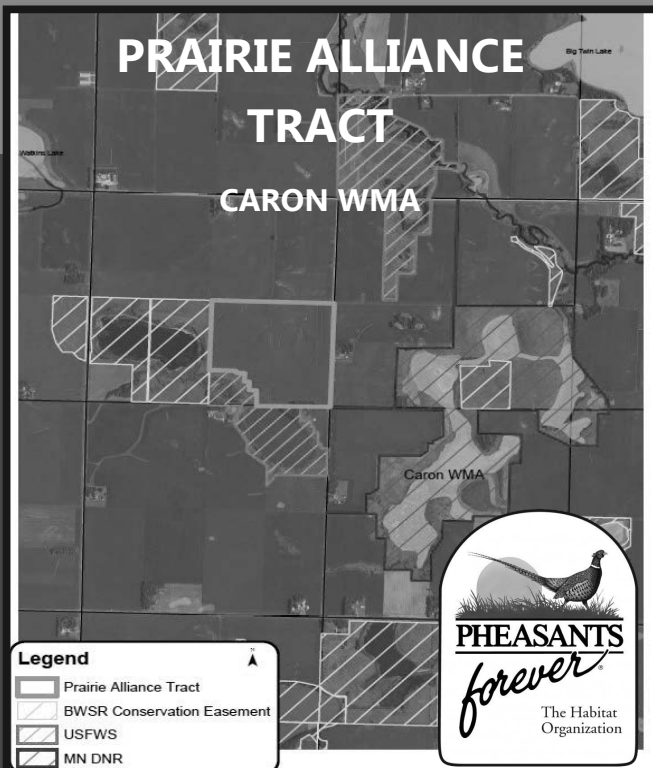 PRAIRIE ALLIANCE
TRACT
CARON WMA
Big Twin Lake
Watkins Lake
Caron WMA
Legend
N
Prairie Alliance Tract
BWSR Conservation Easement
USFWS
MN DNR
PHEASANTS
forever®
The Habitat
Organization